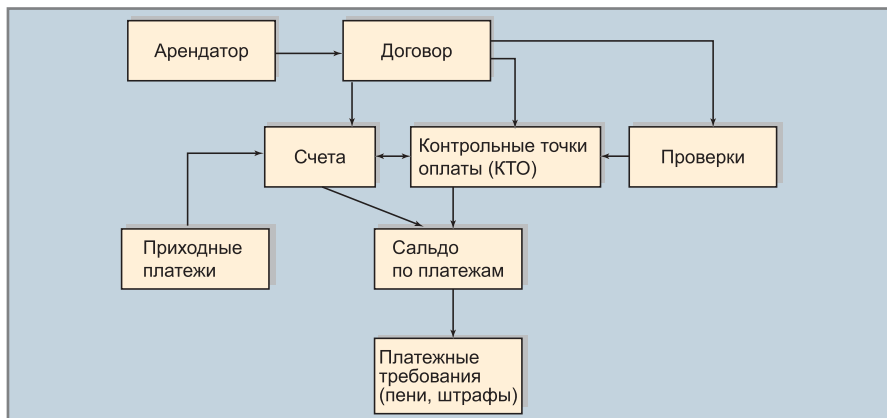 Арендатор
Договор
Счета
Контрольные точки
оплаты (КТО)
Проверки
Приходные
платежи
Сальдо
по платежам
Платежные
требования
(пени, штрафы)